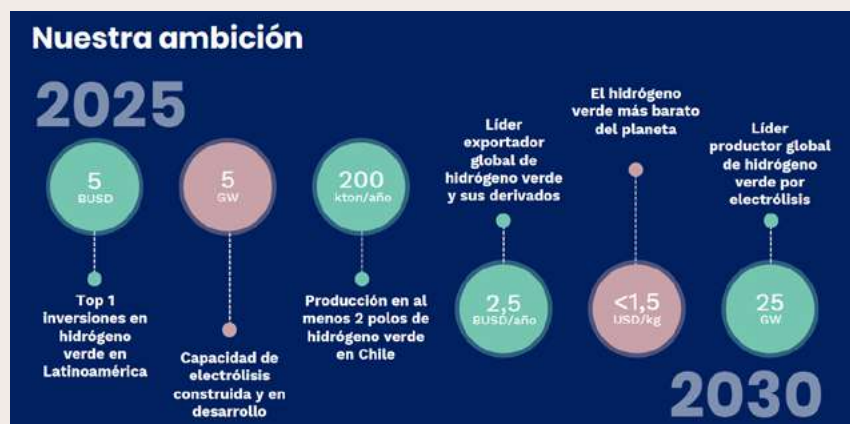 Nuestra ambición
2025
5
BUSD
Top 1
inversiones en
hidrógeno
verde en
Latinoamérica
5
GW
Capacidad de
electrólisis
construida y en
desarrollo
200
kton/año
Producción en al
menos 2 polos de
hidrógeno verde
en Chile
Líder
exportador
global de
hidrógeno verde
y sus derivados
2,5
BUSD/año
El hidrógeno
verde más barato
del planeta
<1,5
USD/kg
Líder
productor global
de hidrógeno
verde por
electrólisis
25
GW
2030